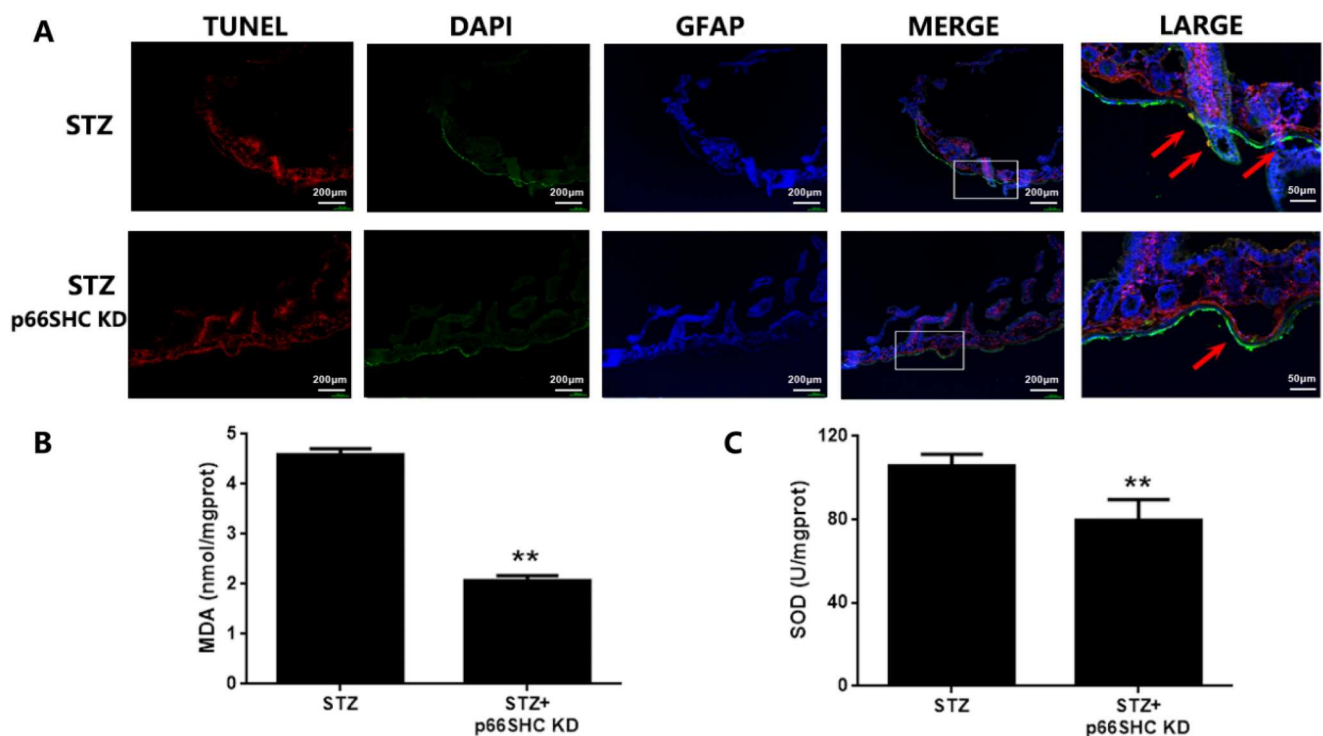 A
TUNEL DAPI GFAP MERGE LARGE
STZ
200μm 200μm 200μm 200μm 50μm
STZ
p66SHC KD
200μm 200μm 200μm 200μm 50μm
B
MDA (nmol/mgprot)
5
4
3
2
1
0
**
STZ STZ+
p66SHC KD
C
SOD (U/mgprot)
120
80
40
0
**
STZ STZ+
p66SHC KD